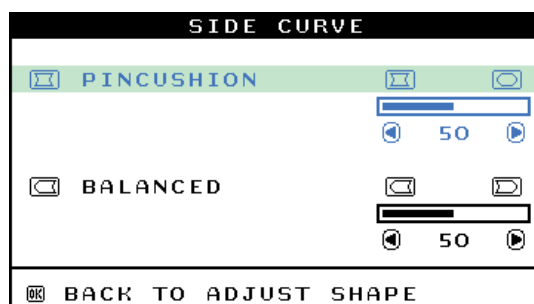 SIDE CURVE
PINCUSHION
50
BALANCED
50
OK BACK TO ADJUST SHAPE